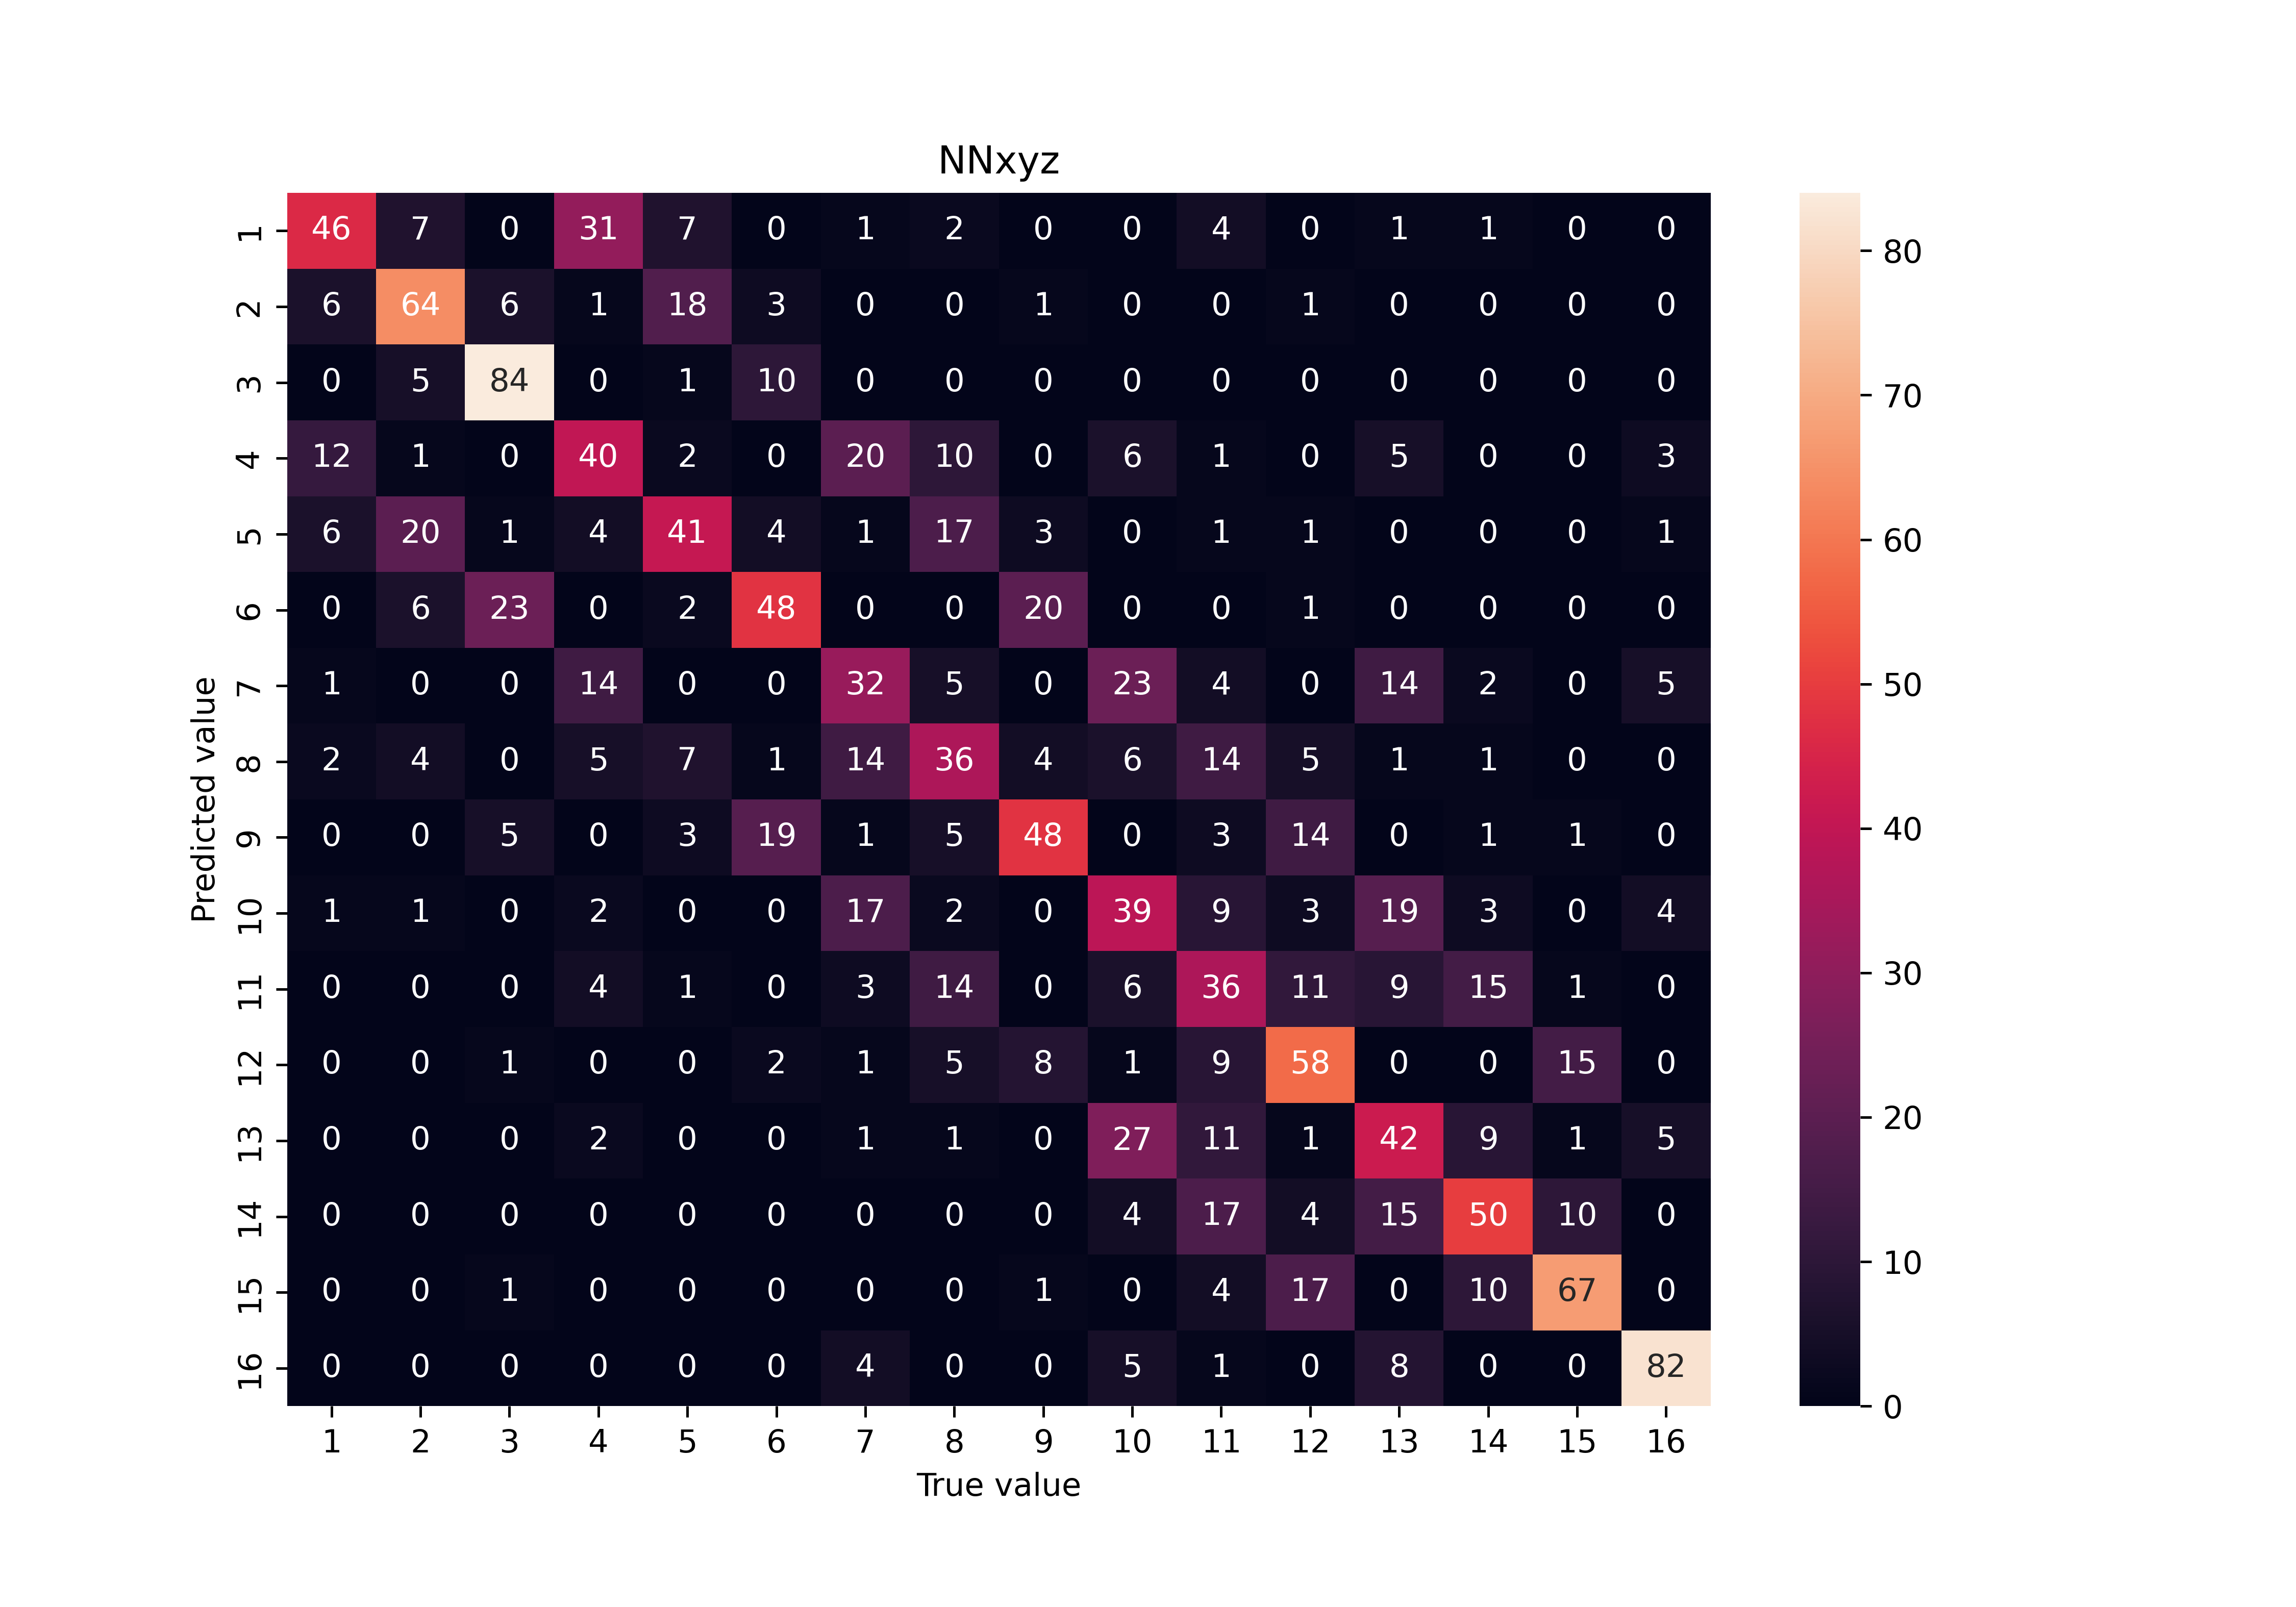 NNxyz
1 46 7 0 31 7 0 1 2 0 0 4 0 1 1 0 0
2 6 64 6 1 18 3 0 0 1 0 0 1 0 0 0 0
3 0 5 84 0 1 10 0 0 0 0 0 0 0 0 0 0
4 12 1 0 40 2 0 20 10 0 6 1 0 5 0 0 3
5 6 20 1 4 41 4 1 17 3 0 1 1 0 0 0 1
6 0 6 23 0 2 48 0 0 20 0 0 1 0 0 0 0
7 1 0 0 14 0 0 32 5 0 23 4 0 14 2 0 5
8 2 4 0 5 7 1 14 36 4 6 14 5 1 1 0 0
9 0 0 5 0 3 19 1 5 48 0 3 14 0 1 1 0
10 1 1 0 2 0 0 17 2 0 39 9 3 19 3 0 4
11 0 0 0 4 1 0 3 14 0 6 36 11 9 15 1 0
12 0 0 1 0 0 2 1 5 8 1 9 58 0 0 15 0
13 0 0 0 2 0 0 1 1 0 27 11 1 42 9 1 5
14 0 0 0 0 0 0 0 0 0 4 17 4 15 50 10 0
15 0 0 1 0 0 0 0 0 1 0 4 17 0 10 67 0
16 0 0 0 0 0 0 4 0 0 5 1 0 8 0 0 82
1 2 3 4 5 6 7 8 9 10 11 12 13 14 15 16
True value
Predicted value
80
70
60
50
40
30
20
10
0